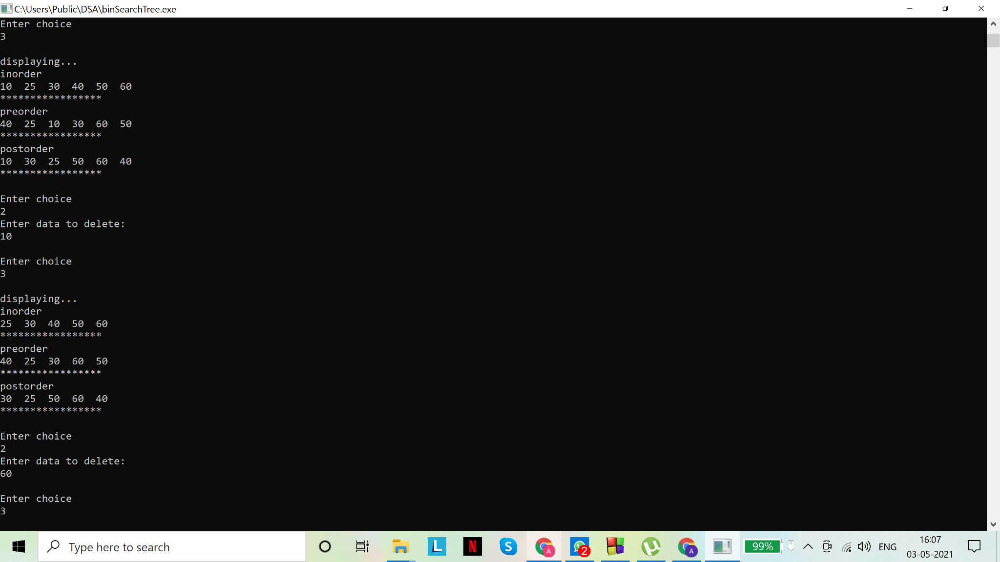 C:\Users\Public\DSA\binSearchTree.exe
Enter choice
3
displaying...
inorder
10 25 30 40 50 60
*****************
preorder
40 25 10 30 60 50
*****************
postorder
10 30 25 50 60 40
*****************
Enter choice
2
Enter data to delete:
10
Enter choice
3
displaying...
inorder
25 30 40 50 60
*****************
preorder
40 25 30 60 50
*****************
postorder
30 25 50 60 40
*****************
Enter choice
2
Enter data to delete:
60
Enter choice
3
Type here to search
L
N
S
A
2
µ
A
99%
ENG
16:07
03-05-2021